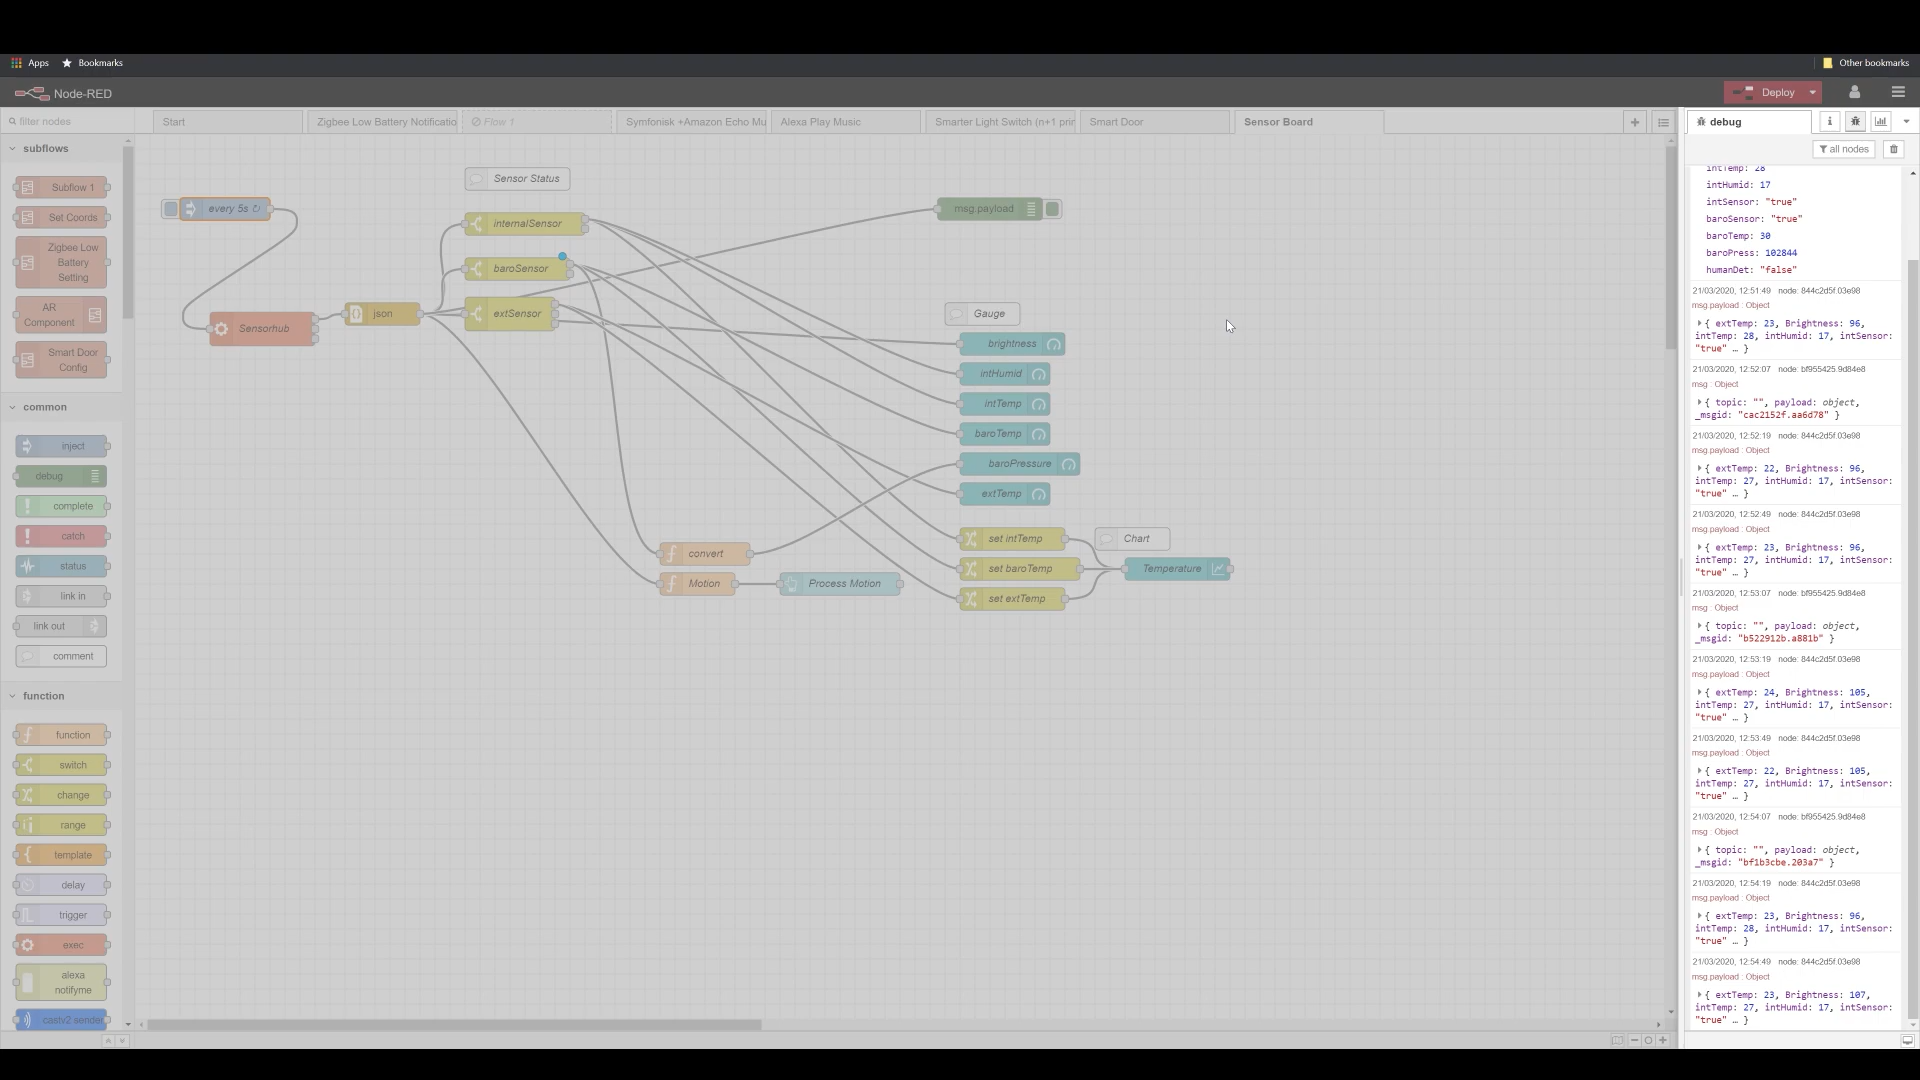 Apps
Bookmarks
Other bookmarks
Node-RED
Deploy
filter nodes
Start
Zigbee Low Battery Notificatio
Flow 1
Symfonisk +Amazon Echo Mu
Alexa Play Music
Smarter Light Switch (n+1 prin
Smart Door
Sensor Board
debug
all nodes
subflows
Subflow 1
Set Coords
Zigbee Low
Battery
Setting
AR
Component
Smart Door
Config
common
inject
debug
complete
catch
status
link in
link out
comment
function
function
switch
change
range
template
delay
trigger
exec
alexa
notifyme
castv2 sender
Sensor Status
every 5s ↻
internalSensor
msg.payload
baroSensor
json
extSensor
Sensorhub
Gauge
brightness
intHumid
intTemp
baroTemp
baroPressure
extTemp
set intTemp
Chart
convert
set baroTemp
Temperature
Motion
Process Motion
set extTemp
intTemp: 28
intHumid: 17
intSensor: "true"
baroSensor: "true"
baroTemp: 30
baroPress: 102844
humanDet: "false"
21/03/2020, 12:51:49 node: 844c2d5f.03e98
msg.payload : Object
{ extTemp: 23, Brightness: 96,
intTemp: 28, intHumid: 17, intSensor:
"true" … }
21/03/2020, 12:52:07 node: bf955425.9d84e8
msg : Object
{ topic: "", payload: object,
_msgid: "cac2152f.aa6d78" }
21/03/2020, 12:52:19 node: 844c2d5f.03e98
msg.payload : Object
{ extTemp: 22, Brightness: 96,
intTemp: 27, intHumid: 17, intSensor:
"true" … }
21/03/2020, 12:52:49 node: 844c2d5f.03e98
msg.payload : Object
{ extTemp: 23, Brightness: 96,
intTemp: 27, intHumid: 17, intSensor:
"true" … }
21/03/2020, 12:53:07 node: bf955425.9d84e8
msg : Object
{ topic: "", payload: object,
_msgid: "b522912b.a881b" }
21/03/2020, 12:53:19 node: 844c2d5f.03e98
msg.payload : Object
{ extTemp: 24, Brightness: 105,
intTemp: 27, intHumid: 17, intSensor:
"true" … }
21/03/2020, 12:53:49 node: 844c2d5f.03e98
msg.payload : Object
{ extTemp: 22, Brightness: 105,
intTemp: 27, intHumid: 17, intSensor:
"true" … }
21/03/2020, 12:54:07 node: bf955425.9d84e8
msg : Object
{ topic: "", payload: object,
_msgid: "bf1b3cbe.203a7" }
21/03/2020, 12:54:19 node: 844c2d5f.03e98
msg.payload : Object
{ extTemp: 23, Brightness: 96,
intTemp: 28, intHumid: 17, intSensor:
"true" … }
21/03/2020, 12:54:49 node: 844c2d5f.03e98
msg.payload : Object
{ extTemp: 23, Brightness: 107,
intTemp: 27, intHumid: 17, intSensor:
"true" … }